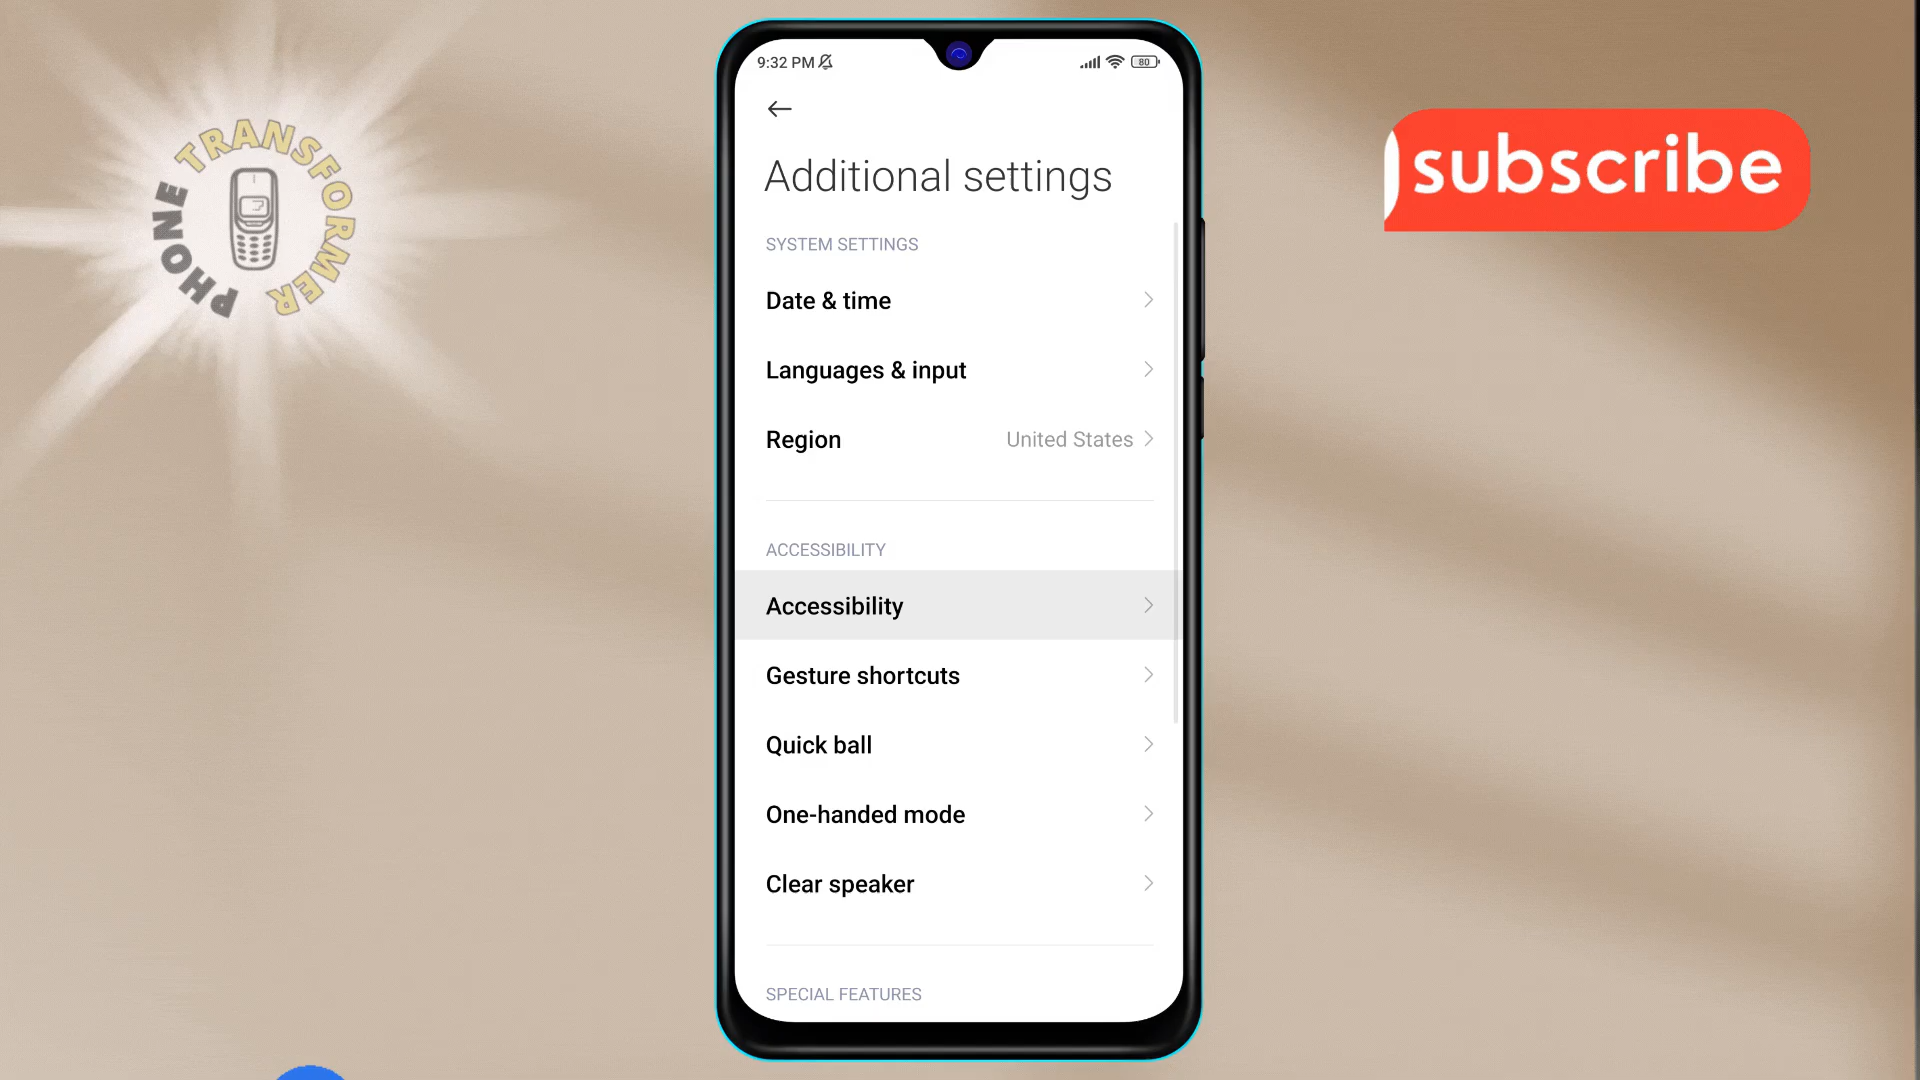 PHONE TRANSFORMER
subscribe
9:32 PM
80
Additional settings
SYSTEM SETTINGS
Date & time
Languages & input
Region United States
ACCESSIBILITY
Accessibility
Gesture shortcuts
Quick ball
One-handed mode
Clear speaker
SPECIAL FEATURES